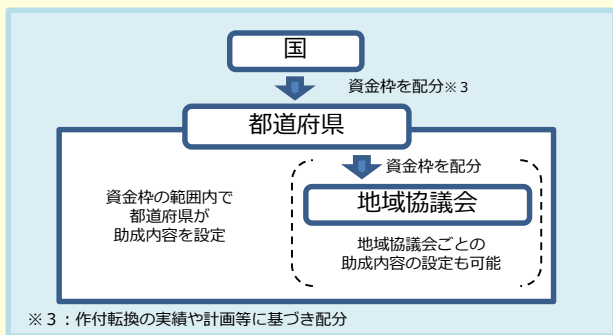 国
資金枠を配分※3
都道府県
資金枠を配分
地域協議会
資金枠の範囲内で
都道府県が
助成内容を設定
地域協議会ごとの
助成内容の設定も可能
※3：作付転換の実績や計画等に基づき配分